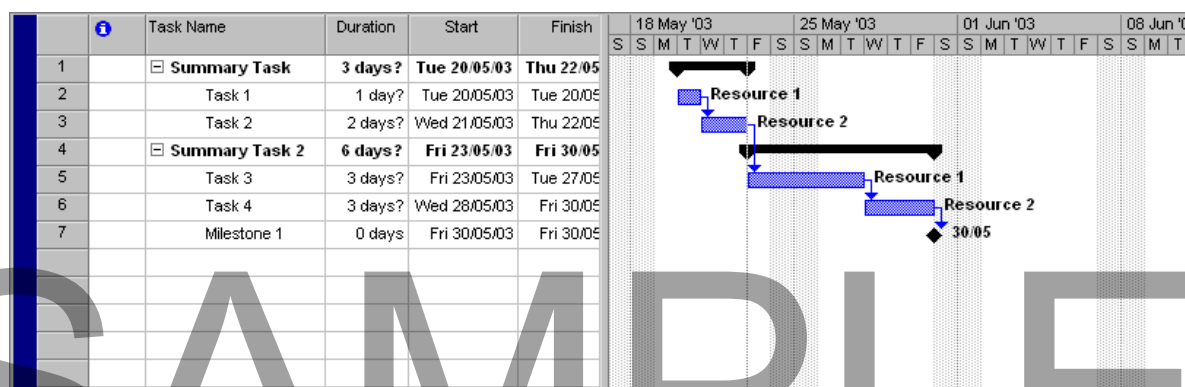 Task Name Duration Start Finish 18 May '03 25 May '03 01 Jun '03 08 Jun '0
S S M T W T F S S M T W T F S S M T W T F S S M T
1 Summary Task 3 days? Tue 20/05/03 Thu 22/05
2 Task 1 1 day? Tue 20/05/03 Tue 20/05 Resource 1
3 Task 2 2 days? Wed 21/05/03 Thu 22/05 Resource 2
4 Summary Task 2 6 days? Fri 23/05/03 Fri 30/05
5 Task 3 3 days? Fri 23/05/03 Tue 27/05 Resource 1
6 Task 4 3 days? Wed 28/05/03 Fri 30/05 Resource 2
7 Milestone 1 0 days Fri 30/05/03 Fri 30/05 30/05
SAMPLE